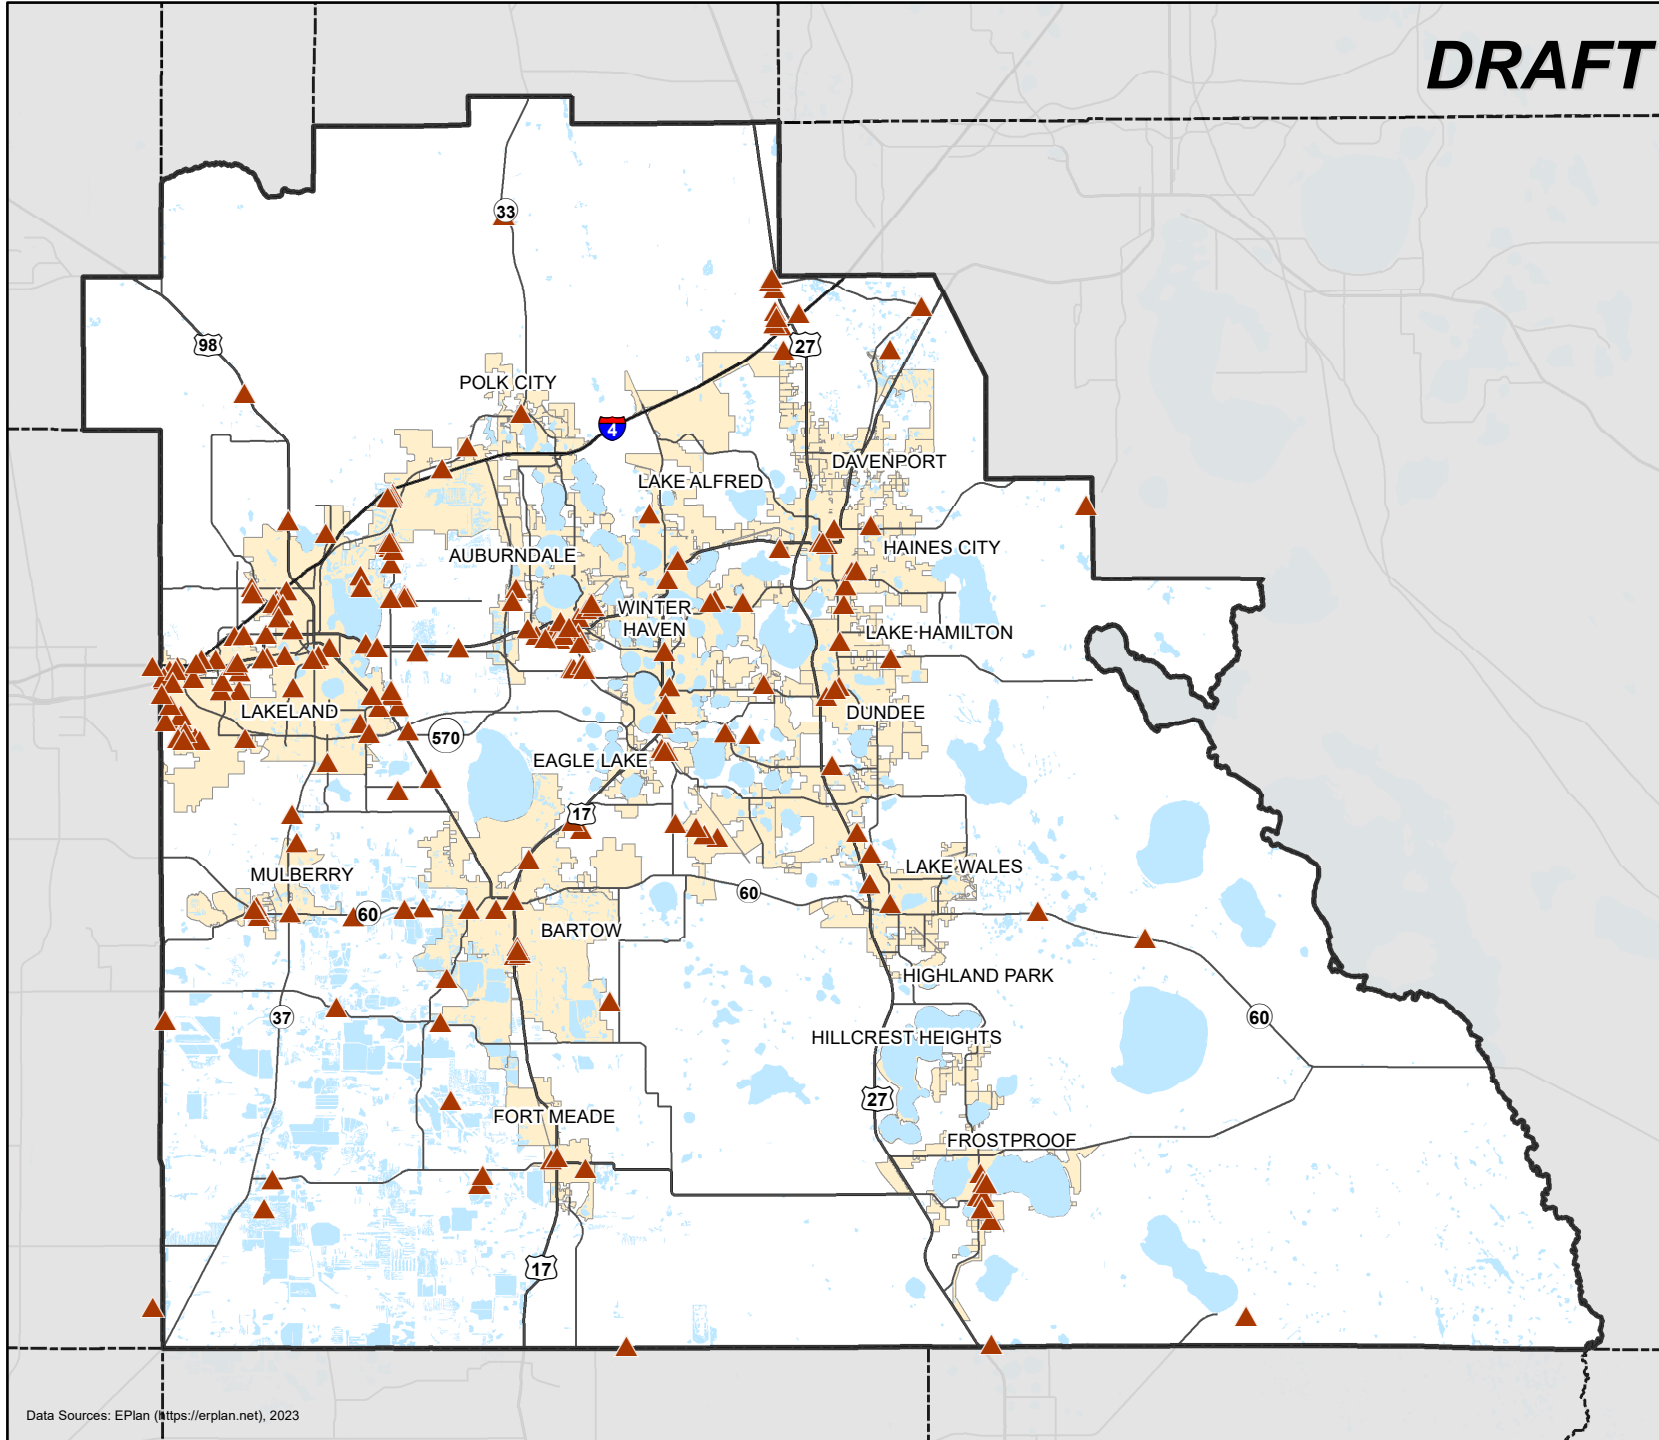 DRAFT
33
98
27
POLK CITY
4
DAVENPORT
LAKE ALFRED
AUBURNDALE
HAINES CITY
WINTER
HAVEN
LAKE HAMILTON
LAKELAND
DUNDEE
570
EAGLE LAKE
17
LAKE WALES
MULBERRY
60
60
BARTOW
HIGHLAND PARK
37
60
HILLCREST HEIGHTS
27
FORT MEADE
FROSTPROOF
17
Data Sources: EPlan (https://erplan.net), 2023